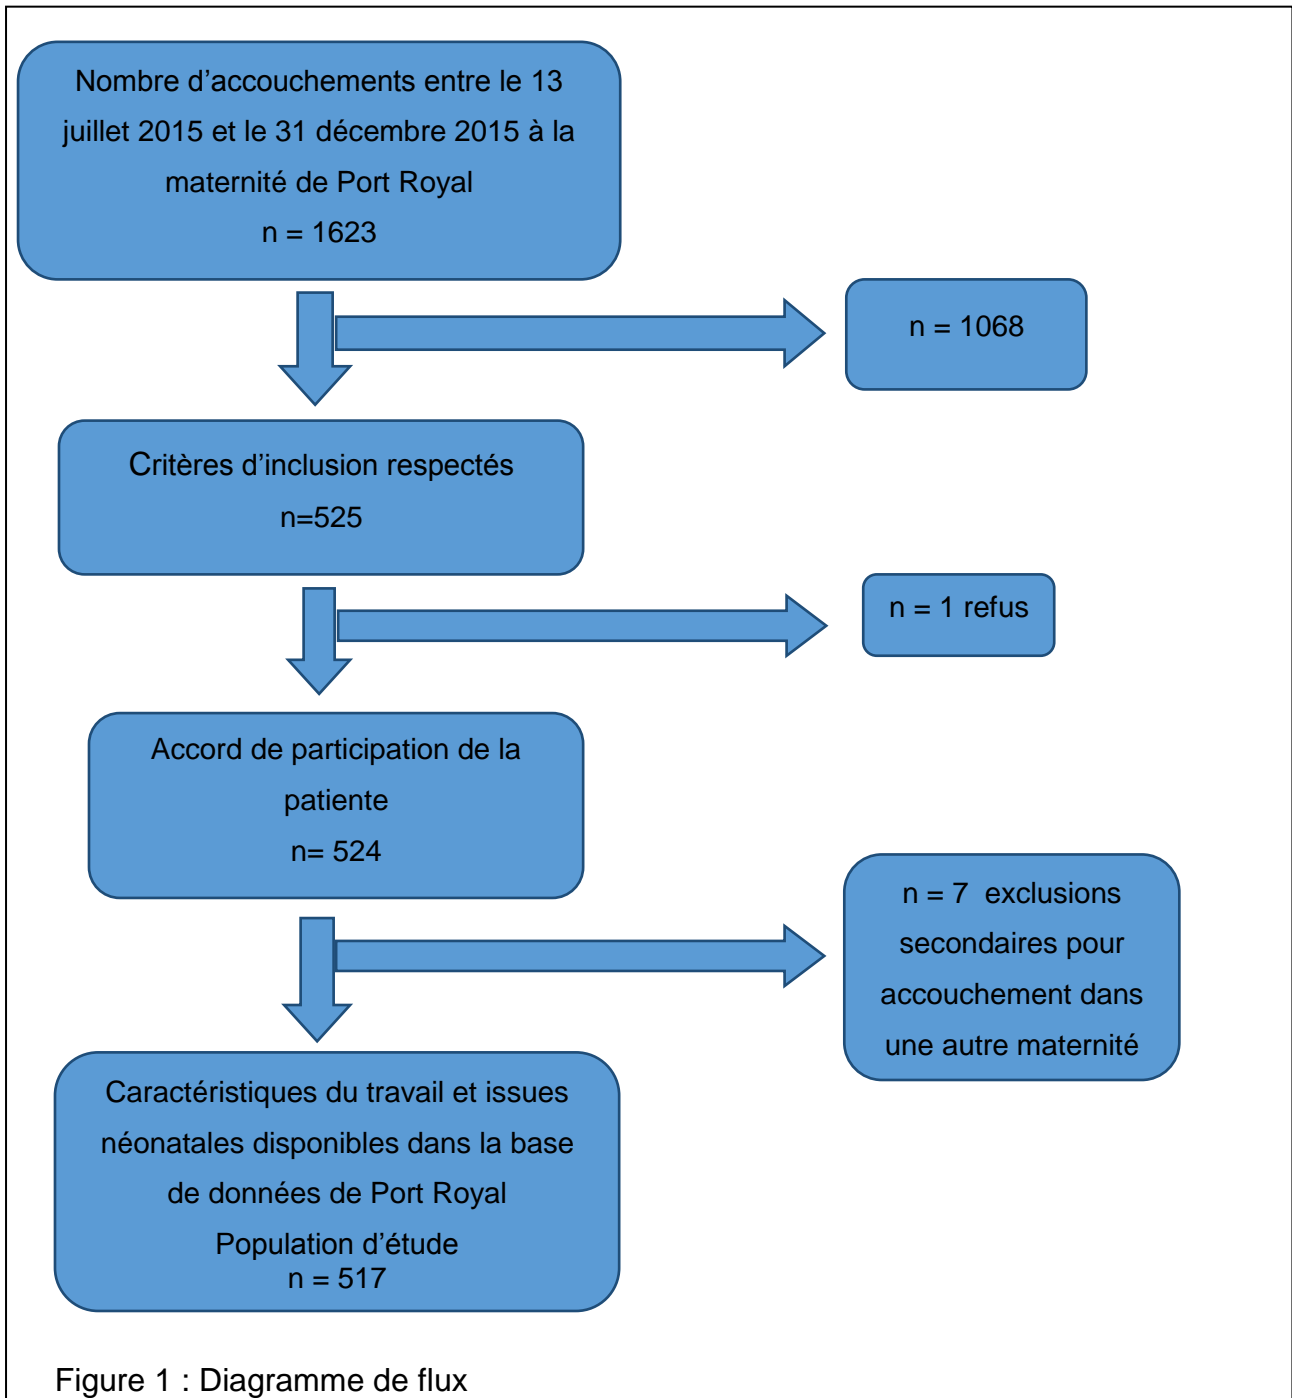 Nombre d'accouchements entre le 13
juillet 2015 et le 31 décembre 2015 à la
maternité de Port Royal
n = 1623
n = 1068
Critères d'inclusion respectés
n=525
n = 1 refus
Accord de participation de la
patiente
n= 524
n = 7  exclusions
secondaires pour
accouchement dans
une autre maternité
Caractéristiques du travail et issues
néonatales disponibles dans la base
de données de Port Royal
Population d'étude
n = 517
Figure 1 : Diagramme de flux